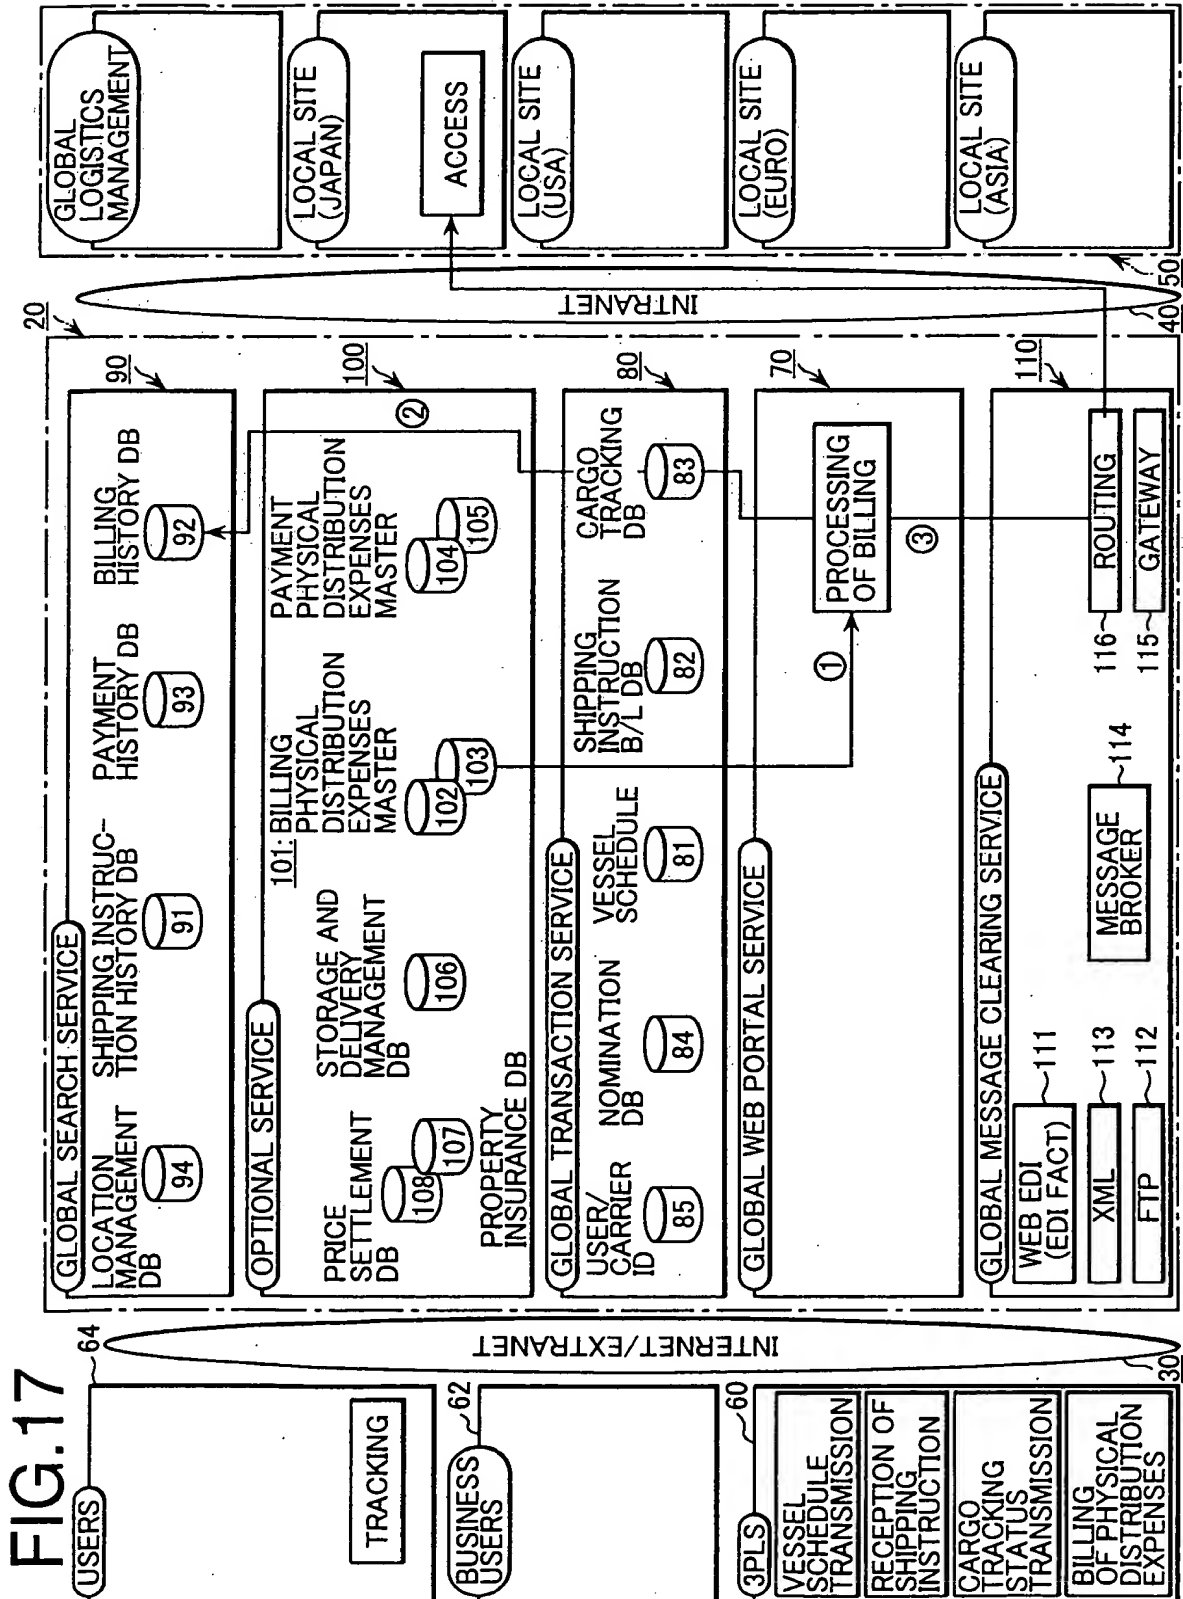 FIG.17
USERS
64
TRACKING
BUSINESS
USERS
62
3PLS
60
VESSEL
SCHEDULE
TRANSMISSION
RECEPTION OF
SHIPPING
INSTRUCTION
CARGO
TRACKING
STATUS
TRANSMISSION
BILLING
OF PHYSICAL
DISTRIBUTION
EXPENSES
INTERNET/EXTRANET
30
20
GLOBAL SEARCH SERVICE
90
LOCATION
MANAGEMENT
DB
94
SHIPPING INSTRUC-
TION HISTORY DB
91
PAYMENT
HISTORY DB
93
BILLING
HISTORY DB
92
OPTIONAL SERVICE
100
PRICE
SETTLEMENT
DB
108
107
PROPERTY
INSURANCE DB
STORAGE AND
DELIVERY
MANAGEMENT
DB
106
101: BILLING
PHYSICAL
DISTRIBUTION
EXPENSES
MASTER
102
103
PAYMENT
PHYSICAL
DISTRIBUTION
EXPENSES
MASTER
104
105
②
GLOBAL TRANSACTION SERVICE
80
USER/
CARRIER
ID
85
NOMINATION
DB
84
VESSEL
SCHEDULE
81
SHIPPING
INSTRUCTION
B/L DB
82
CARGO
TRACKING
DB
83
GLOBAL WEB PORTAL SERVICE
70
①
PROCESSING
OF BILLING
③
GLOBAL MESSAGE CLEARING SERVICE
110
WEB EDI
(EDI FACT)
111
XML
113
FTP
112
MESSAGE
BROKER
114
116
ROUTING
115
GATEWAY
INTRANET
40
50
GLOBAL
LOGISTICS
MANAGEMENT
LOCAL SITE
(JAPAN)
ACCESS
LOCAL SITE
(USA)
LOCAL SITE
(EURO)
LOCAL SITE
(ASIA)